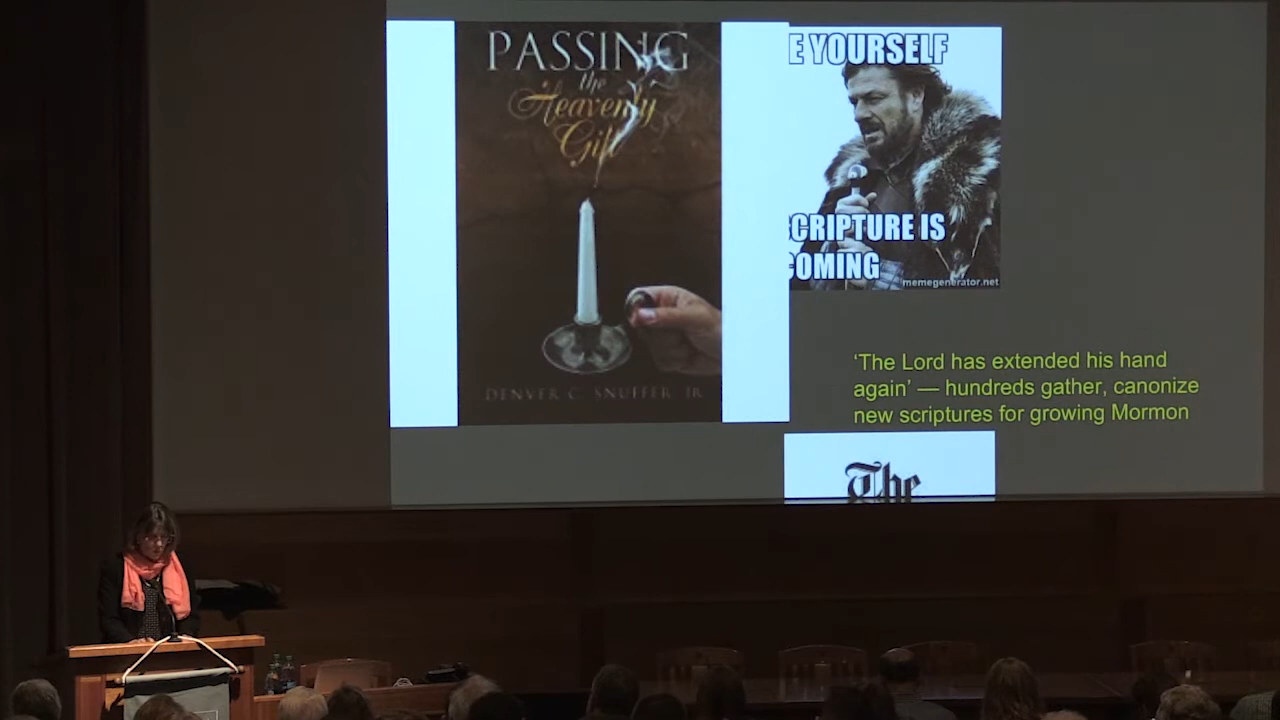 PASSING
the
Heavenly
Gift
DENVER C. SNUFFER, JR.
E YOURSELF
SCRIPTURE IS
COMING
memegenerator.net
‘The Lord has extended his hand
again’ — hundreds gather, canonize
new scriptures for growing Mormon
The